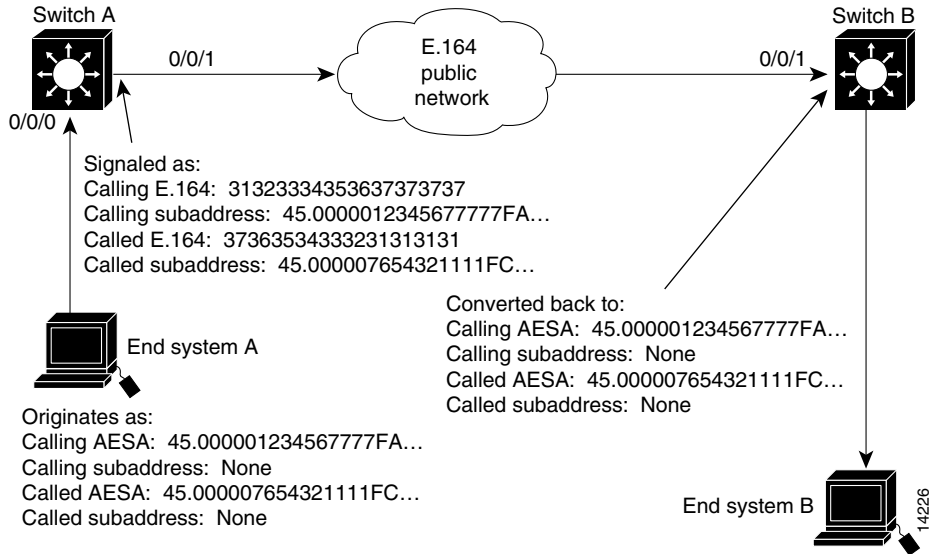 Switch A
Switch B
0/0/1
E.164
public
network
0/0/1
0/0/0
Signaled as:
Calling E.164: 31323334353637373737
Calling subaddress: 45.0000012345677777FA…
Called E.164: 37363534333231313131
Called subaddress: 45.000007654321111FC…
Converted back to:
Calling AESA: 45.000001234567777FA…
Calling subaddress: None
Called AESA: 45.000007654321111FC…
Called subaddress: None
End system A
Originates as:
Calling AESA: 45.000001234567777FA…
Calling subaddress: None
Called AESA: 45.000007654321111FC…
Called subaddress: None
End system B
14226